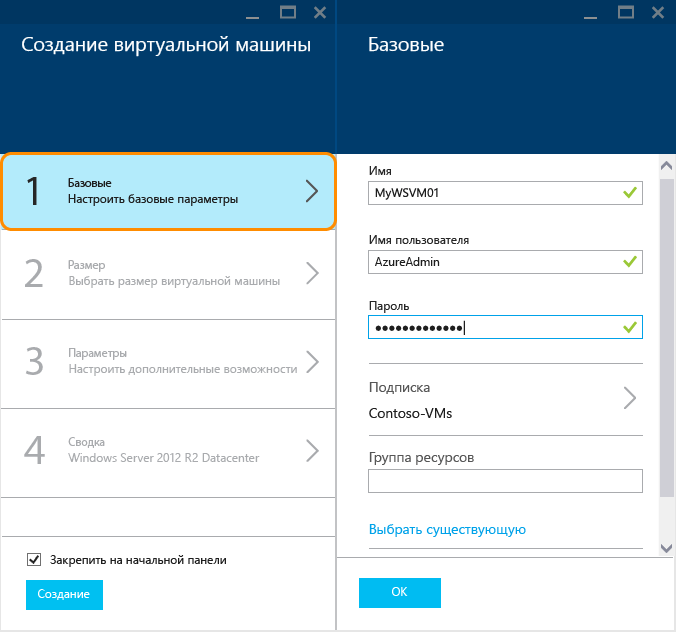 Создание виртуальной машины
1
Базовые
Настроить базовые параметры
2
Размер
Выбрать размер виртуальной машины
3
Параметры
Настроить дополнительные возможности
4
Сводка
Windows Server 2012 R2 Datacenter
Закрепить на начальной панели
Создание
Базовые
Имя
MyWSVM01
Имя пользователя
AzureAdmin
Пароль
•••••••••••••
Подписка
Contoso-VMs
Группа ресурсов
Выбрать существующую
ОК